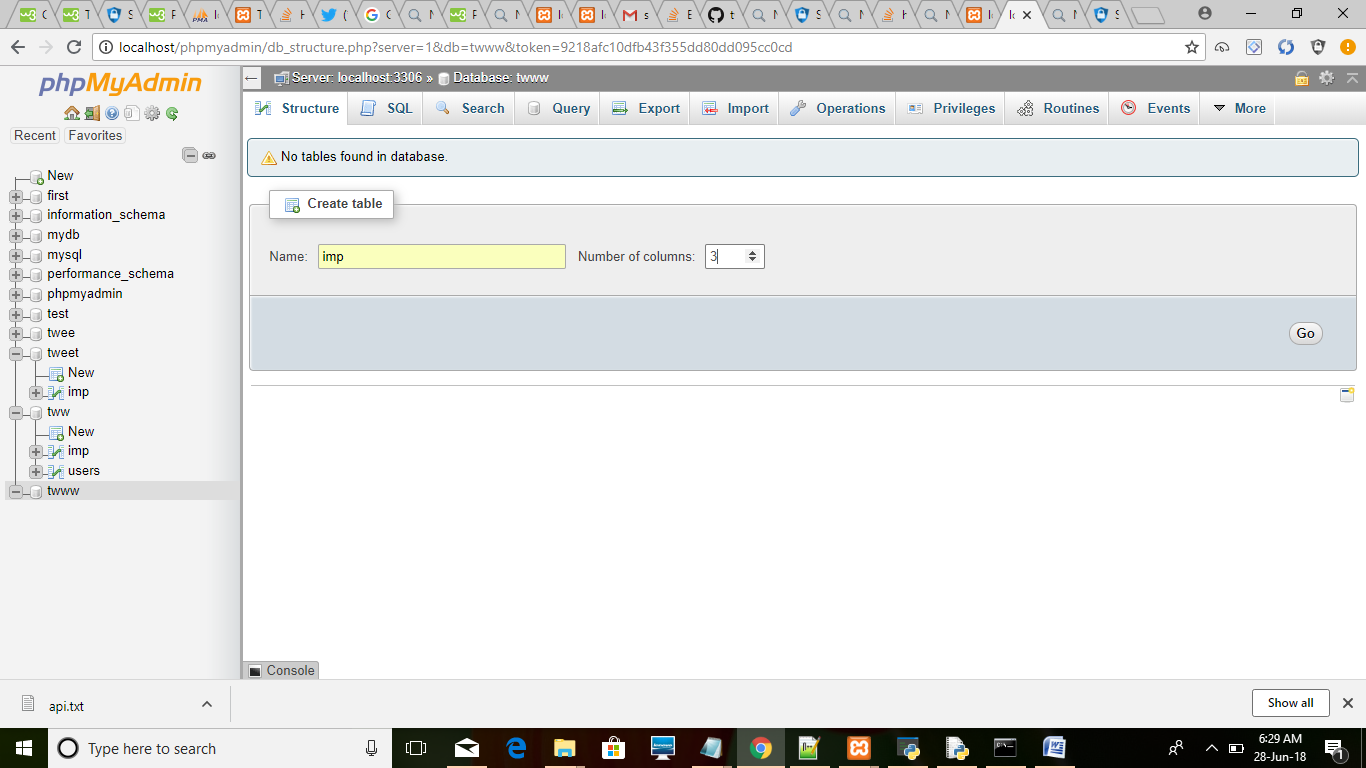 localhost/phpmyadmin/db_structure.php?server=1&db=twww&token=9218afc10dfb43f355dd80dd095cc0cd
phpMyAdmin
Recent Favorites
New
first
information_schema
mydb
mysql
performance_schema
phpmyadmin
test
twee
tweet
New
imp
tww
New
imp
users
twww
Server: localhost:3306 » Database: twww
Structure SQL Search Query Export Import Operations Privileges Routines Events More
No tables found in database.
Create table
Name: imp Number of columns: 3
Go
Console
api.txt
Show all
Type here to search
6:29 AM
28-Jun-18